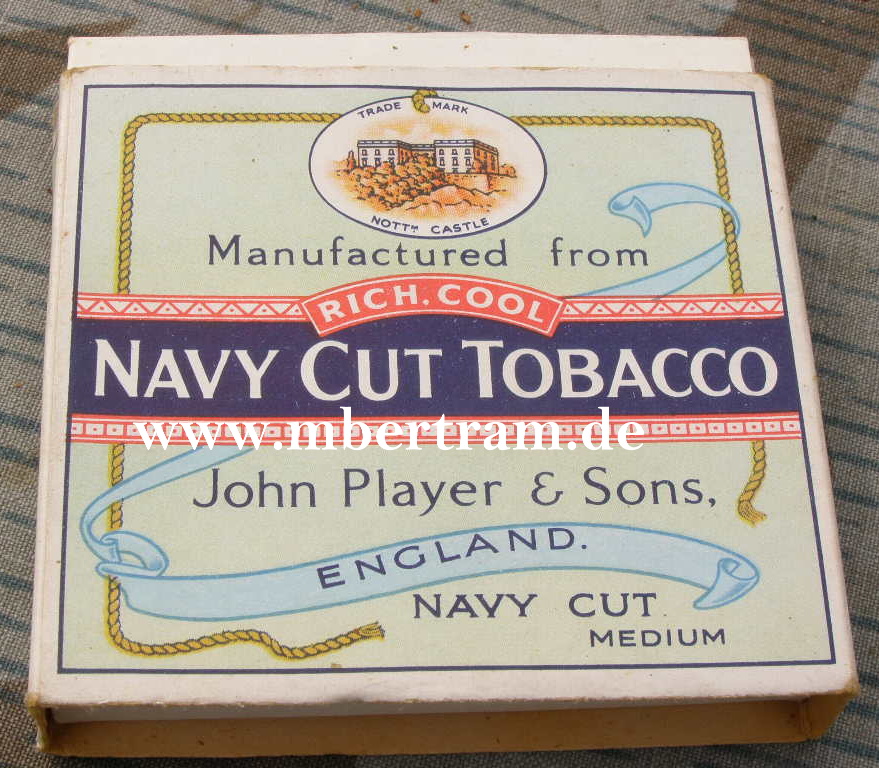 TRADE MARK
NOTTM CASTLE
Manufactured from
RICH. COOL
NAVY CUT TOBACCO
www.mbertram.de
John Player & Sons,
ENGLAND.
NAVY CUT
MEDIUM